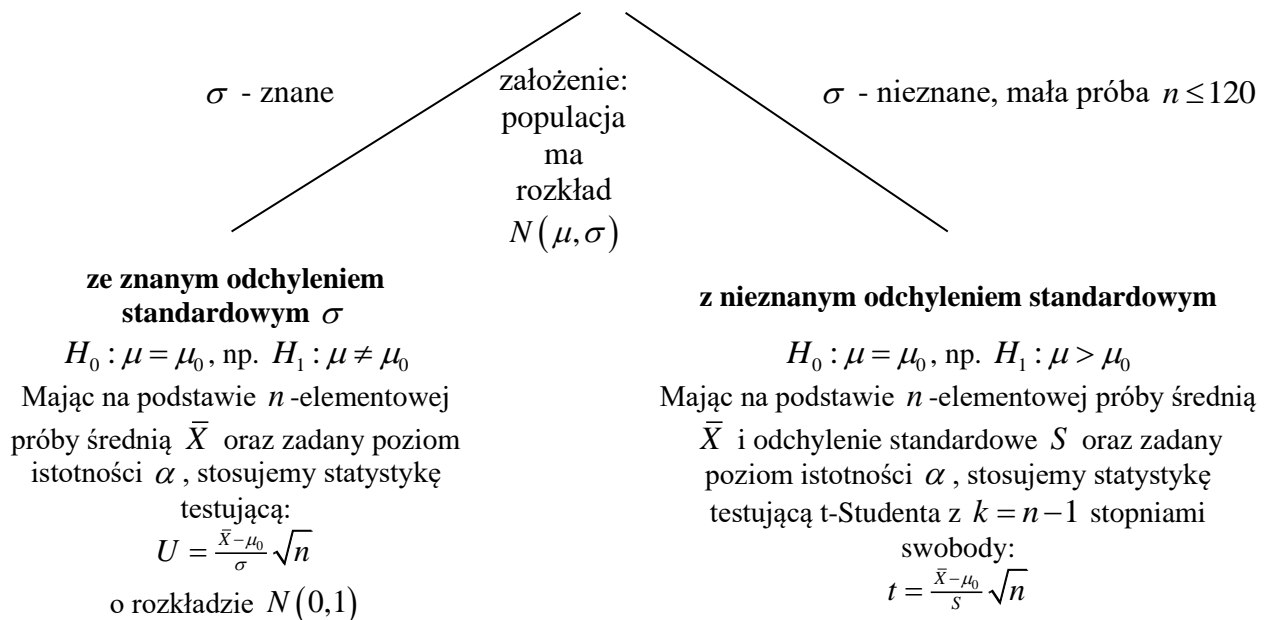 σ - znane
założenie:
populacja
ma
rozkład
N(μ,σ)
σ - nieznane, mała próba n ≤ 120
ze znanym odchyleniem
standardowym σ
H₀ : μ = μ₀, np. H₁ : μ ≠ μ₀
Mając na podstawie n -elementowej
próby średnią X̄ oraz zadany poziom
istotności α , stosujemy statystykę
testującą:
U = \frac{X̄−μ₀}{σ} √n
o rozkładzie N(0,1)
z nieznanym odchyleniem standardowym
H₀ : μ = μ₀, np. H₁ : μ > μ₀
Mając na podstawie n -elementowej próby średnią
X̄ i odchylenie standardowe S oraz zadany
poziom istotności α , stosujemy statystykę
testującą t-Studenta z k = n−1 stopniami
swobody:
t = \frac{X̄−μ₀}{S} √n